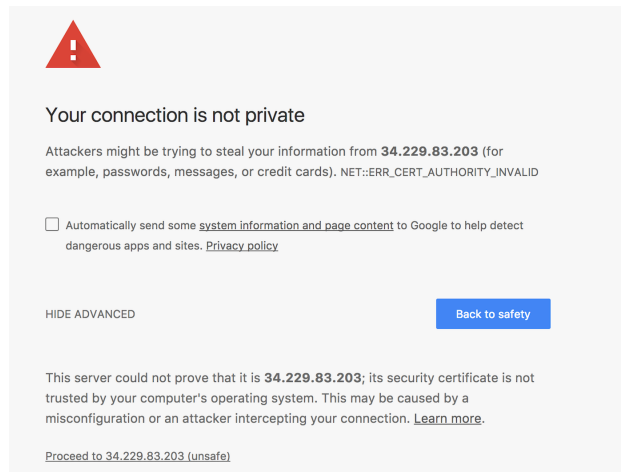 Your connection is not private
Attackers might be trying to steal your information from 34.229.83.203 (for
example, passwords, messages, or credit cards). NET::ERR_CERT_AUTHORITY_INVALID
Automatically send some system information and page content to Google to help detect
dangerous apps and sites. Privacy policy
HIDE ADVANCED
Back to safety
This server could not prove that it is 34.229.83.203; its security certificate is not
trusted by your computer's operating system. This may be caused by a
misconfiguration or an attacker intercepting your connection. Learn more.
Proceed to 34.229.83.203 (unsafe)